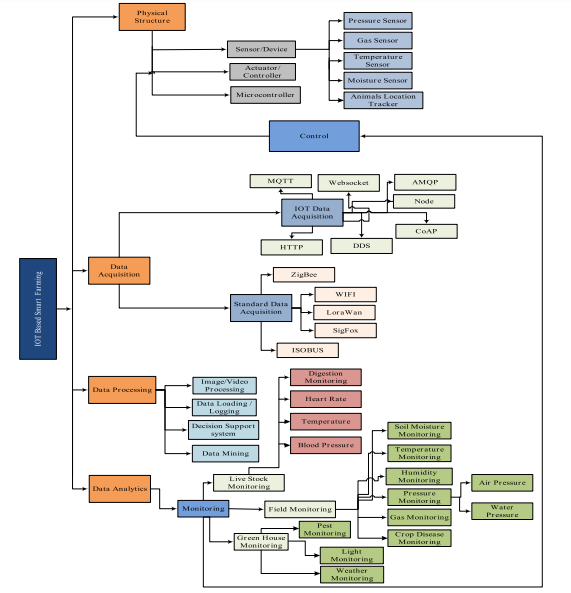 Physical
Structure
Pressure Sensor
Gas Sensor
Temperature
Sensor
Moisture Sensor
Animals Location
Tracker
Sensor/Device
Actuator/
Controller
Microcontroller
Control
MQTT
Websocket
AMQP
Node
IOT Data
Acquisition
CoAP
HTTP
DDS
IOT Based Smart Farming
Data
Acquisition
ZigBee
WIFI
Standard Data
Acquisition
LoraWan
SigFox
ISOBUS
Data Processing
Image/Video
Processing
Data Loading /
Logging
Decision Support
system
Data Mining
Digestion
Monitoring
Heart Rate
Temperature
Blood Pressure
Data Analytics
Monitoring
Live Stock
Monitoring
Field Monitoring
Green House
Monitoring
Pest
Monitoring
Light
Monitoring
Weather
Monitoring
Soil Moisture
Monitoring
Temperature
Monitoring
Humidity
Monitoring
Pressure
Monitoring
Gas Monitoring
Crop Disease
Monitoring
Air Pressure
Water
Pressure